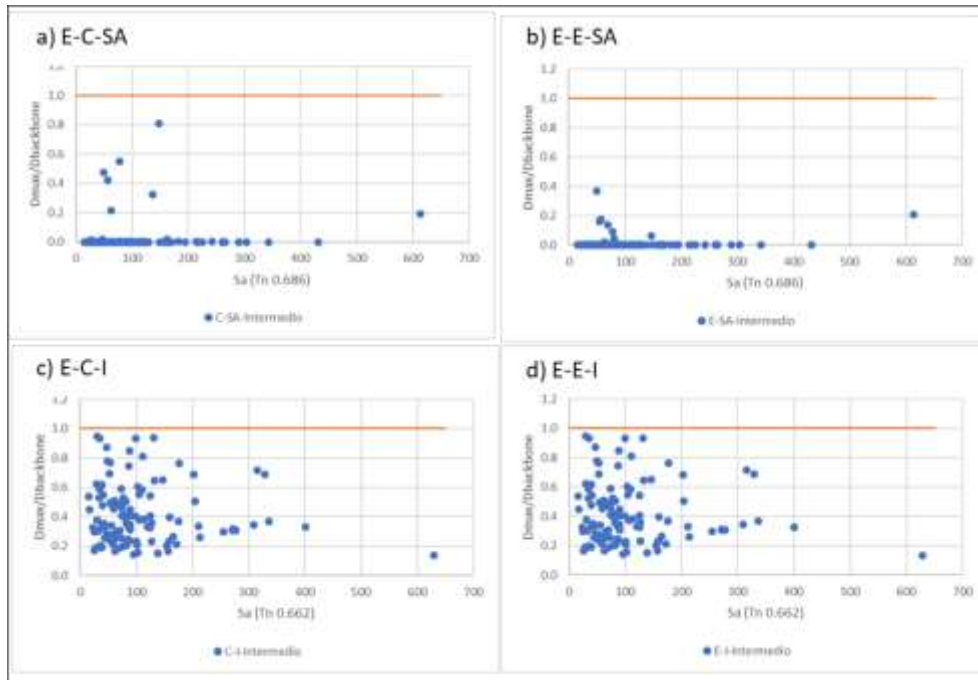 a) E-C-SA
1.2
1.0
0.8
0.6
0.4
0.2
0.0
0 100 200 300 400 500 600 700
Dmax/Dbackbone
Sa (Tn 0.686)
C-SA-Intermedio
b) E-E-SA
1.2
1.0
0.8
0.6
0.4
0.2
0.0
0 100 200 300 400 500 600 700
Dmax/Dbackbone
Sa (Tn 0.686)
E-SA-Intermedio
c) E-C-I
1.2
1.0
0.8
0.6
0.4
0.2
0.0
0 100 200 300 400 500 600 700
Dmax/Dbackbone
Sa (Tn 0.662)
C-I-Intermedio
d) E-E-I
1.2
1.0
0.8
0.6
0.4
0.2
0.0
0 100 200 300 400 500 600 700
Dmax/Dbackbone
Sa (Tn 0.662)
E-I-Intermedio